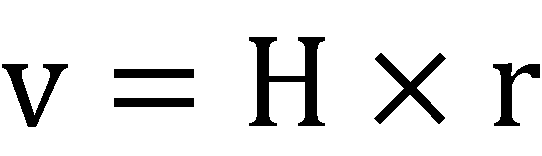 v = H × r